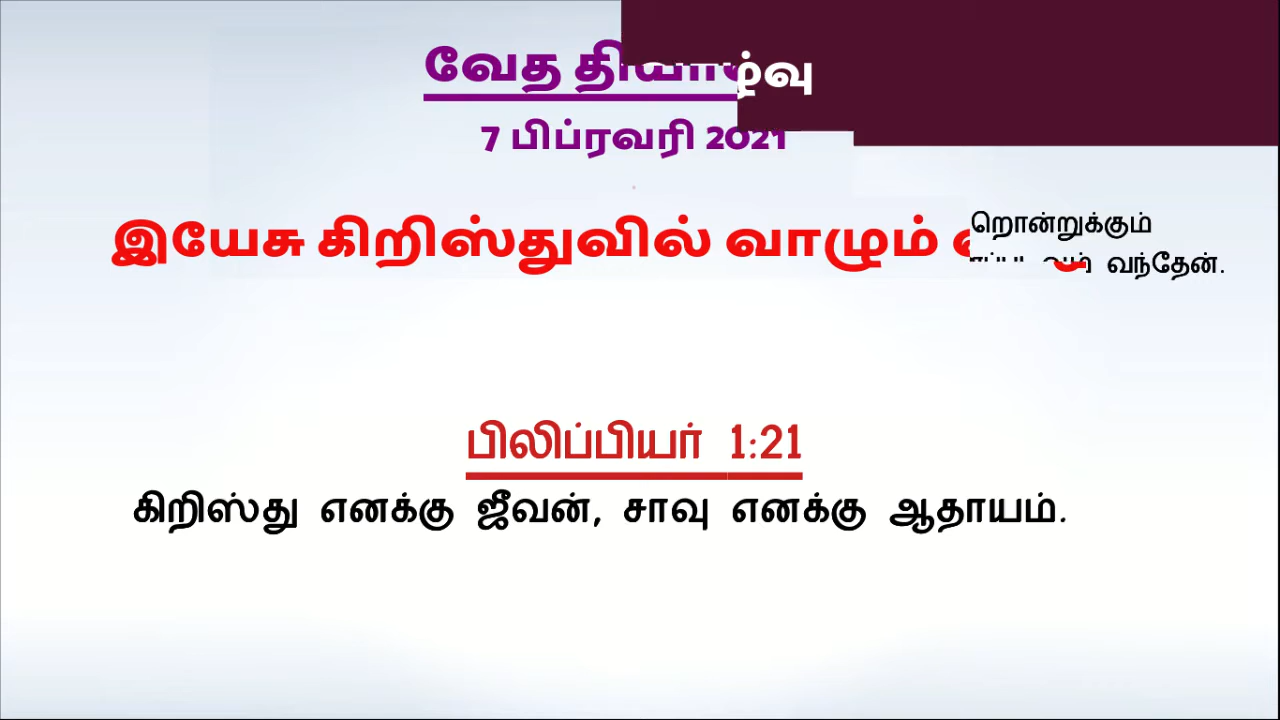 வேத
ழ்வு
7 பிப்ரவரி 2021
இயேசு கிறிஸ்துவில் வாழும்
றொன்றுக்கும்
வந்தேன்.
பிலிப்பியர் 1:21
கிறிஸ்து எனக்கு ஜீவன், சாவு எனக்கு ஆதாயம்.